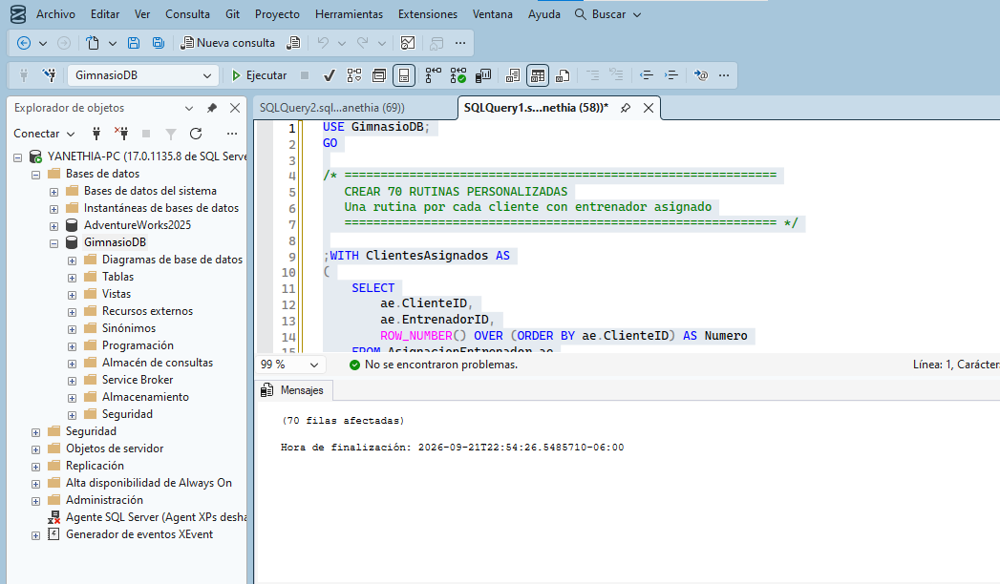 Archivo Editar Ver Consulta Git Proyecto Herramientas Extensiones Ventana Ayuda Buscar
Nueva consulta
GimnasioDB Ejecutar
Explorador de objetos
Conectar
YANETHIA-PC (17.0.1135.8 de SQL Serve
Bases de datos
Bases de datos del sistema
Instantáneas de bases de datos
AdventureWorks2025
GimnasioDB
Diagramas de base de datos
Tablas
Vistas
Recursos externos
Sinónimos
Programación
Almacén de consultas
Service Broker
Almacenamiento
Seguridad
Seguridad
Objetos de servidor
Replicación
Alta disponibilidad de Always On
Administración
Agente SQL Server (Agent XPs desha
Generador de eventos XEvent
SQLQuery2.sql...anethia (69)) SQLQuery1.s...nethia (58))*
1 USE GimnasioDB;
2 GO
3
4 /* ============================================================
5 CREAR 70 RUTINAS PERSONALIZADAS
6 Una rutina por cada cliente con entrenador asignado
7 ============================================================ */
8
9 ;WITH ClientesAsignados AS
10 (
11 SELECT
12 ae.ClienteID,
13 ae.EntrenadorID,
14 ROW_NUMBER() OVER (ORDER BY ae.ClienteID) AS Numero
15 FROM AsignacionEntrenador ae
99 % No se encontraron problemas. Línea: 1, Carácter
Mensajes
(70 filas afectadas)
Hora de finalización: 2026-09-21T22:54:26.5485710-06:00